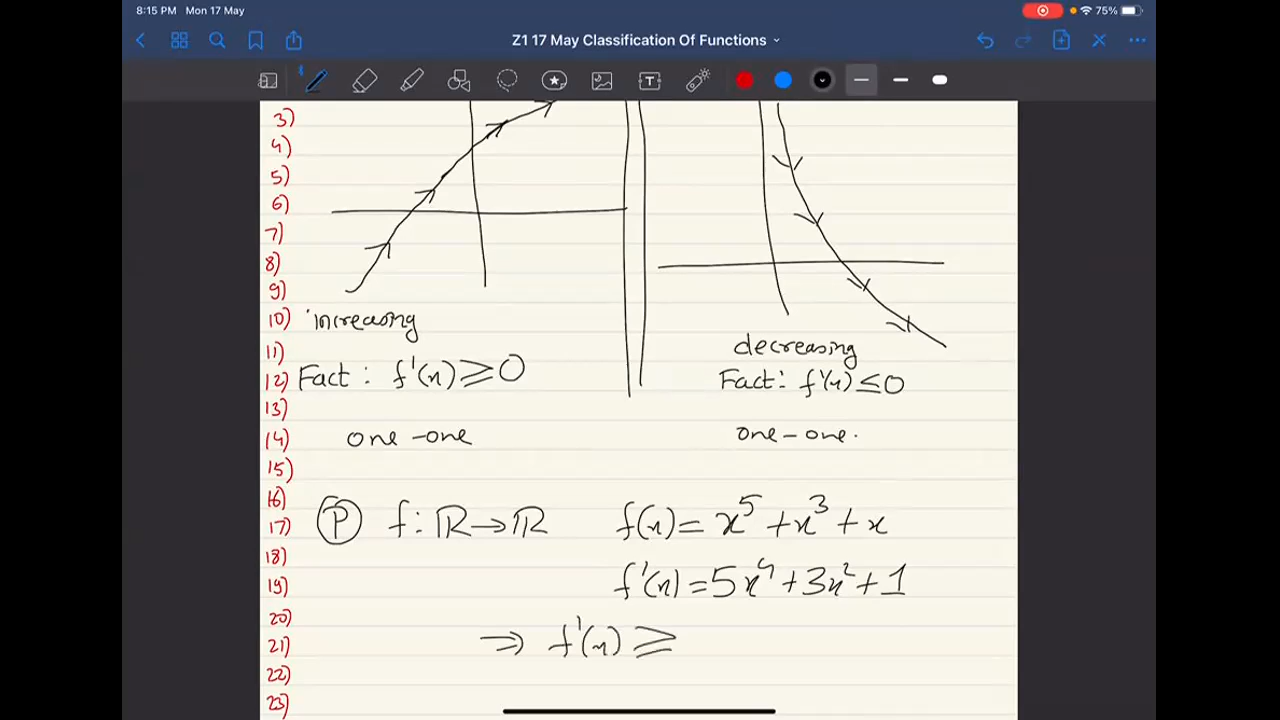 8:15 PM Mon 17 May
75%
Z1 17 May Classification Of Functions
3)
4)
5)
6)
7)
8)
9)
10) increasing
decreasing
11)
12) Fact : f'(x) ≥ 0
Fact : f'(x) ≤ 0
13)
14) one - one
one - one.
15)
16)
17) P f : ℝ → ℝ f(x) = x⁵ + x³ + x
18)
19) f'(x) = 5x⁴ + 3x² + 1
20)
21) ⇒ f'(x) ≥
22)
23)